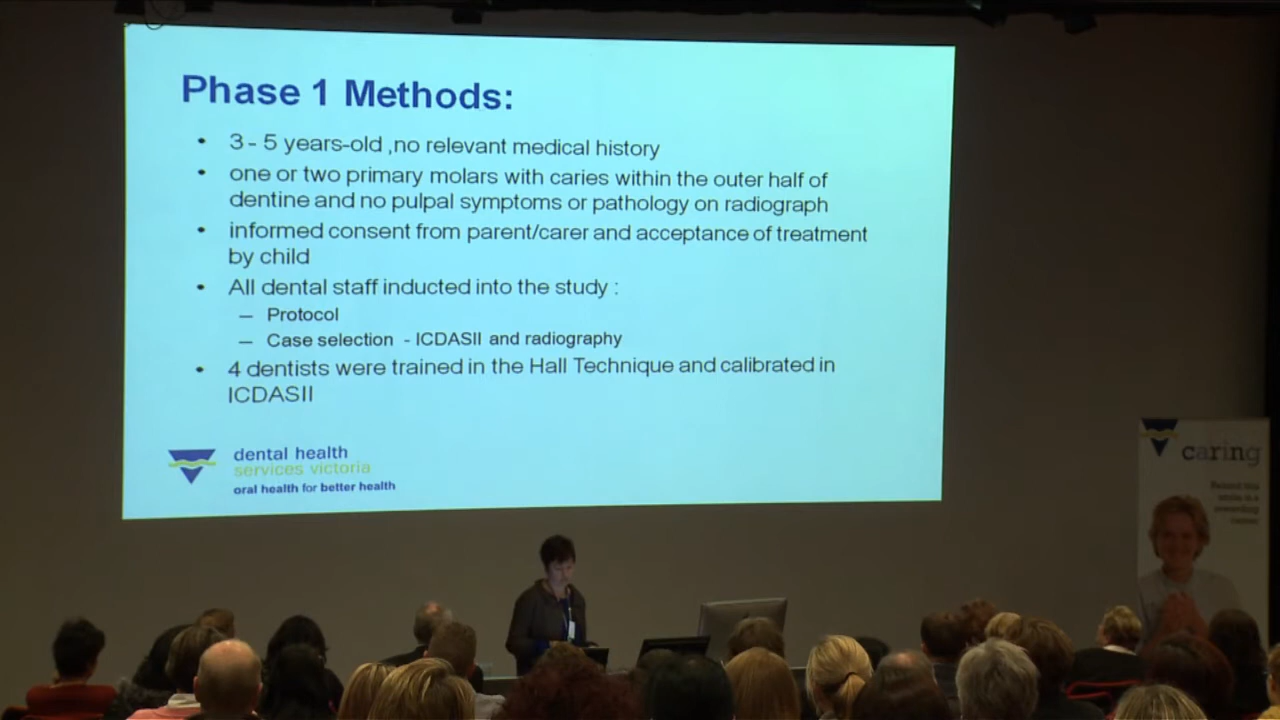 Phase 1 Methods:
• 3 - 5 years-old ,no relevant medical history
• one or two primary molars with caries within the outer half of
dentine and no pulpal symptoms or pathology on radiograph
• informed consent from parent/carer and acceptance of treatment
by child
• All dental staff inducted into the study :
– Protocol
– Case selection - ICDASII and radiography
• 4 dentists were trained in the Hall Technique and calibrated in
ICDASII
dental health
services victoria
oral health for better health
caring
Behind this
smile is a